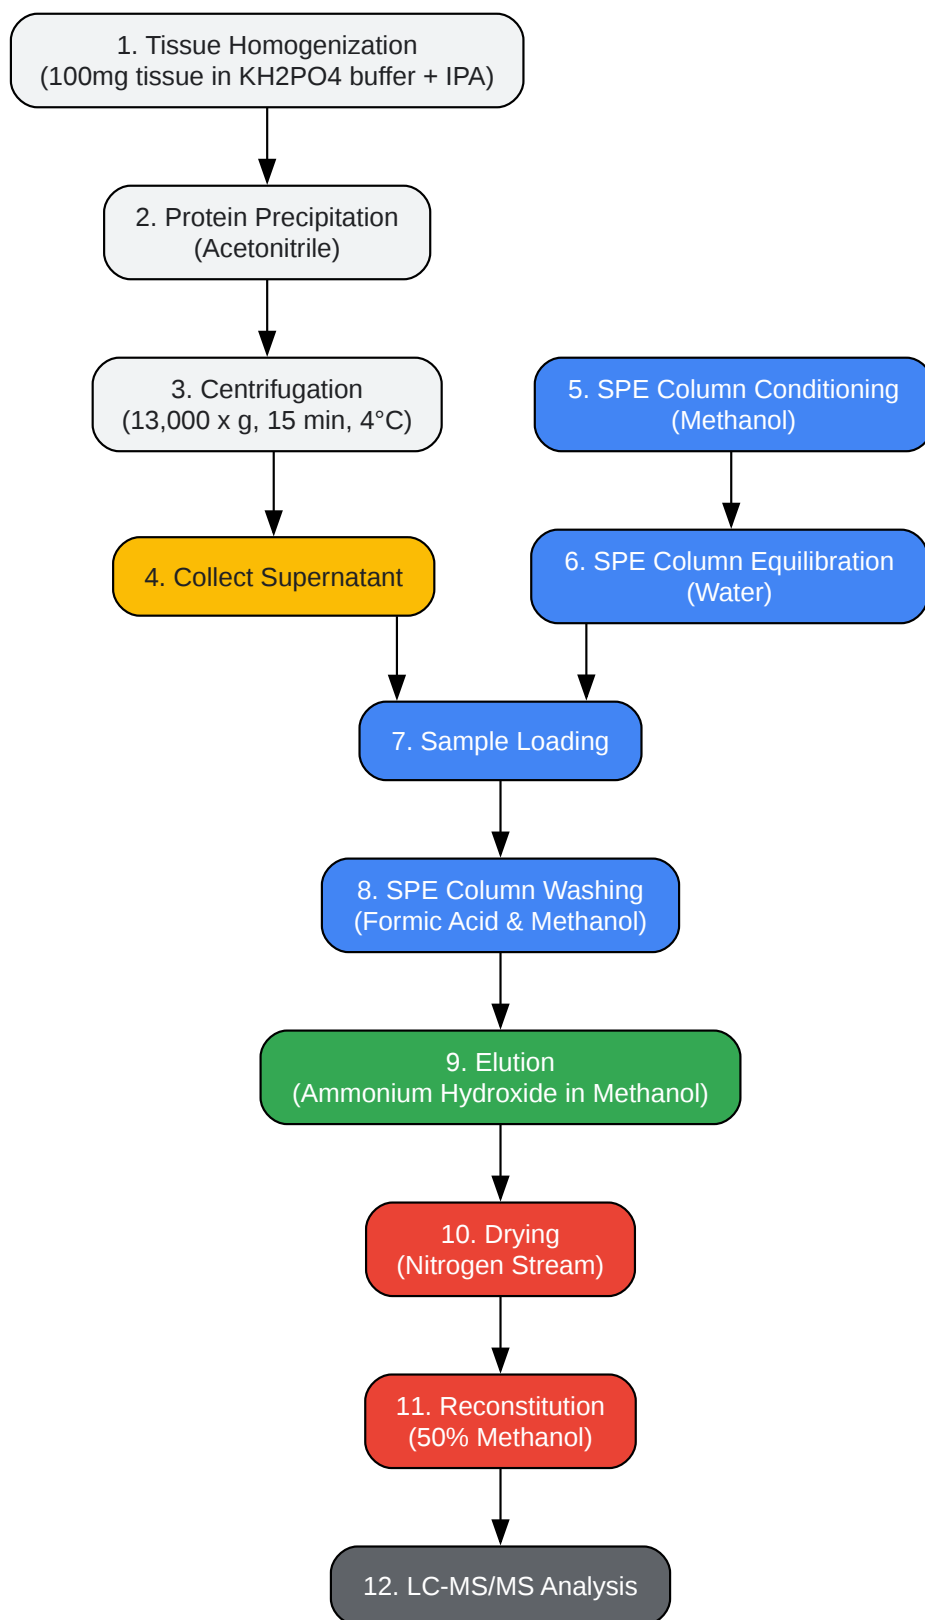 1. Tissue Homogenization
(100mg tissue in KH2PO4 buffer + IPA)
2. Protein Precipitation
(Acetonitrile)
3. Centrifugation
(13,000 x g, 15 min, 4°C)
4. Collect Supernatant
5. SPE Column Conditioning
(Methanol)
6. SPE Column Equilibration
(Water)
7. Sample Loading
8. SPE Column Washing
(Formic Acid & Methanol)
9. Elution
(Ammonium Hydroxide in Methanol)
10. Drying
(Nitrogen Stream)
11. Reconstitution
(50% Methanol)
12. LC-MS/MS Analysis